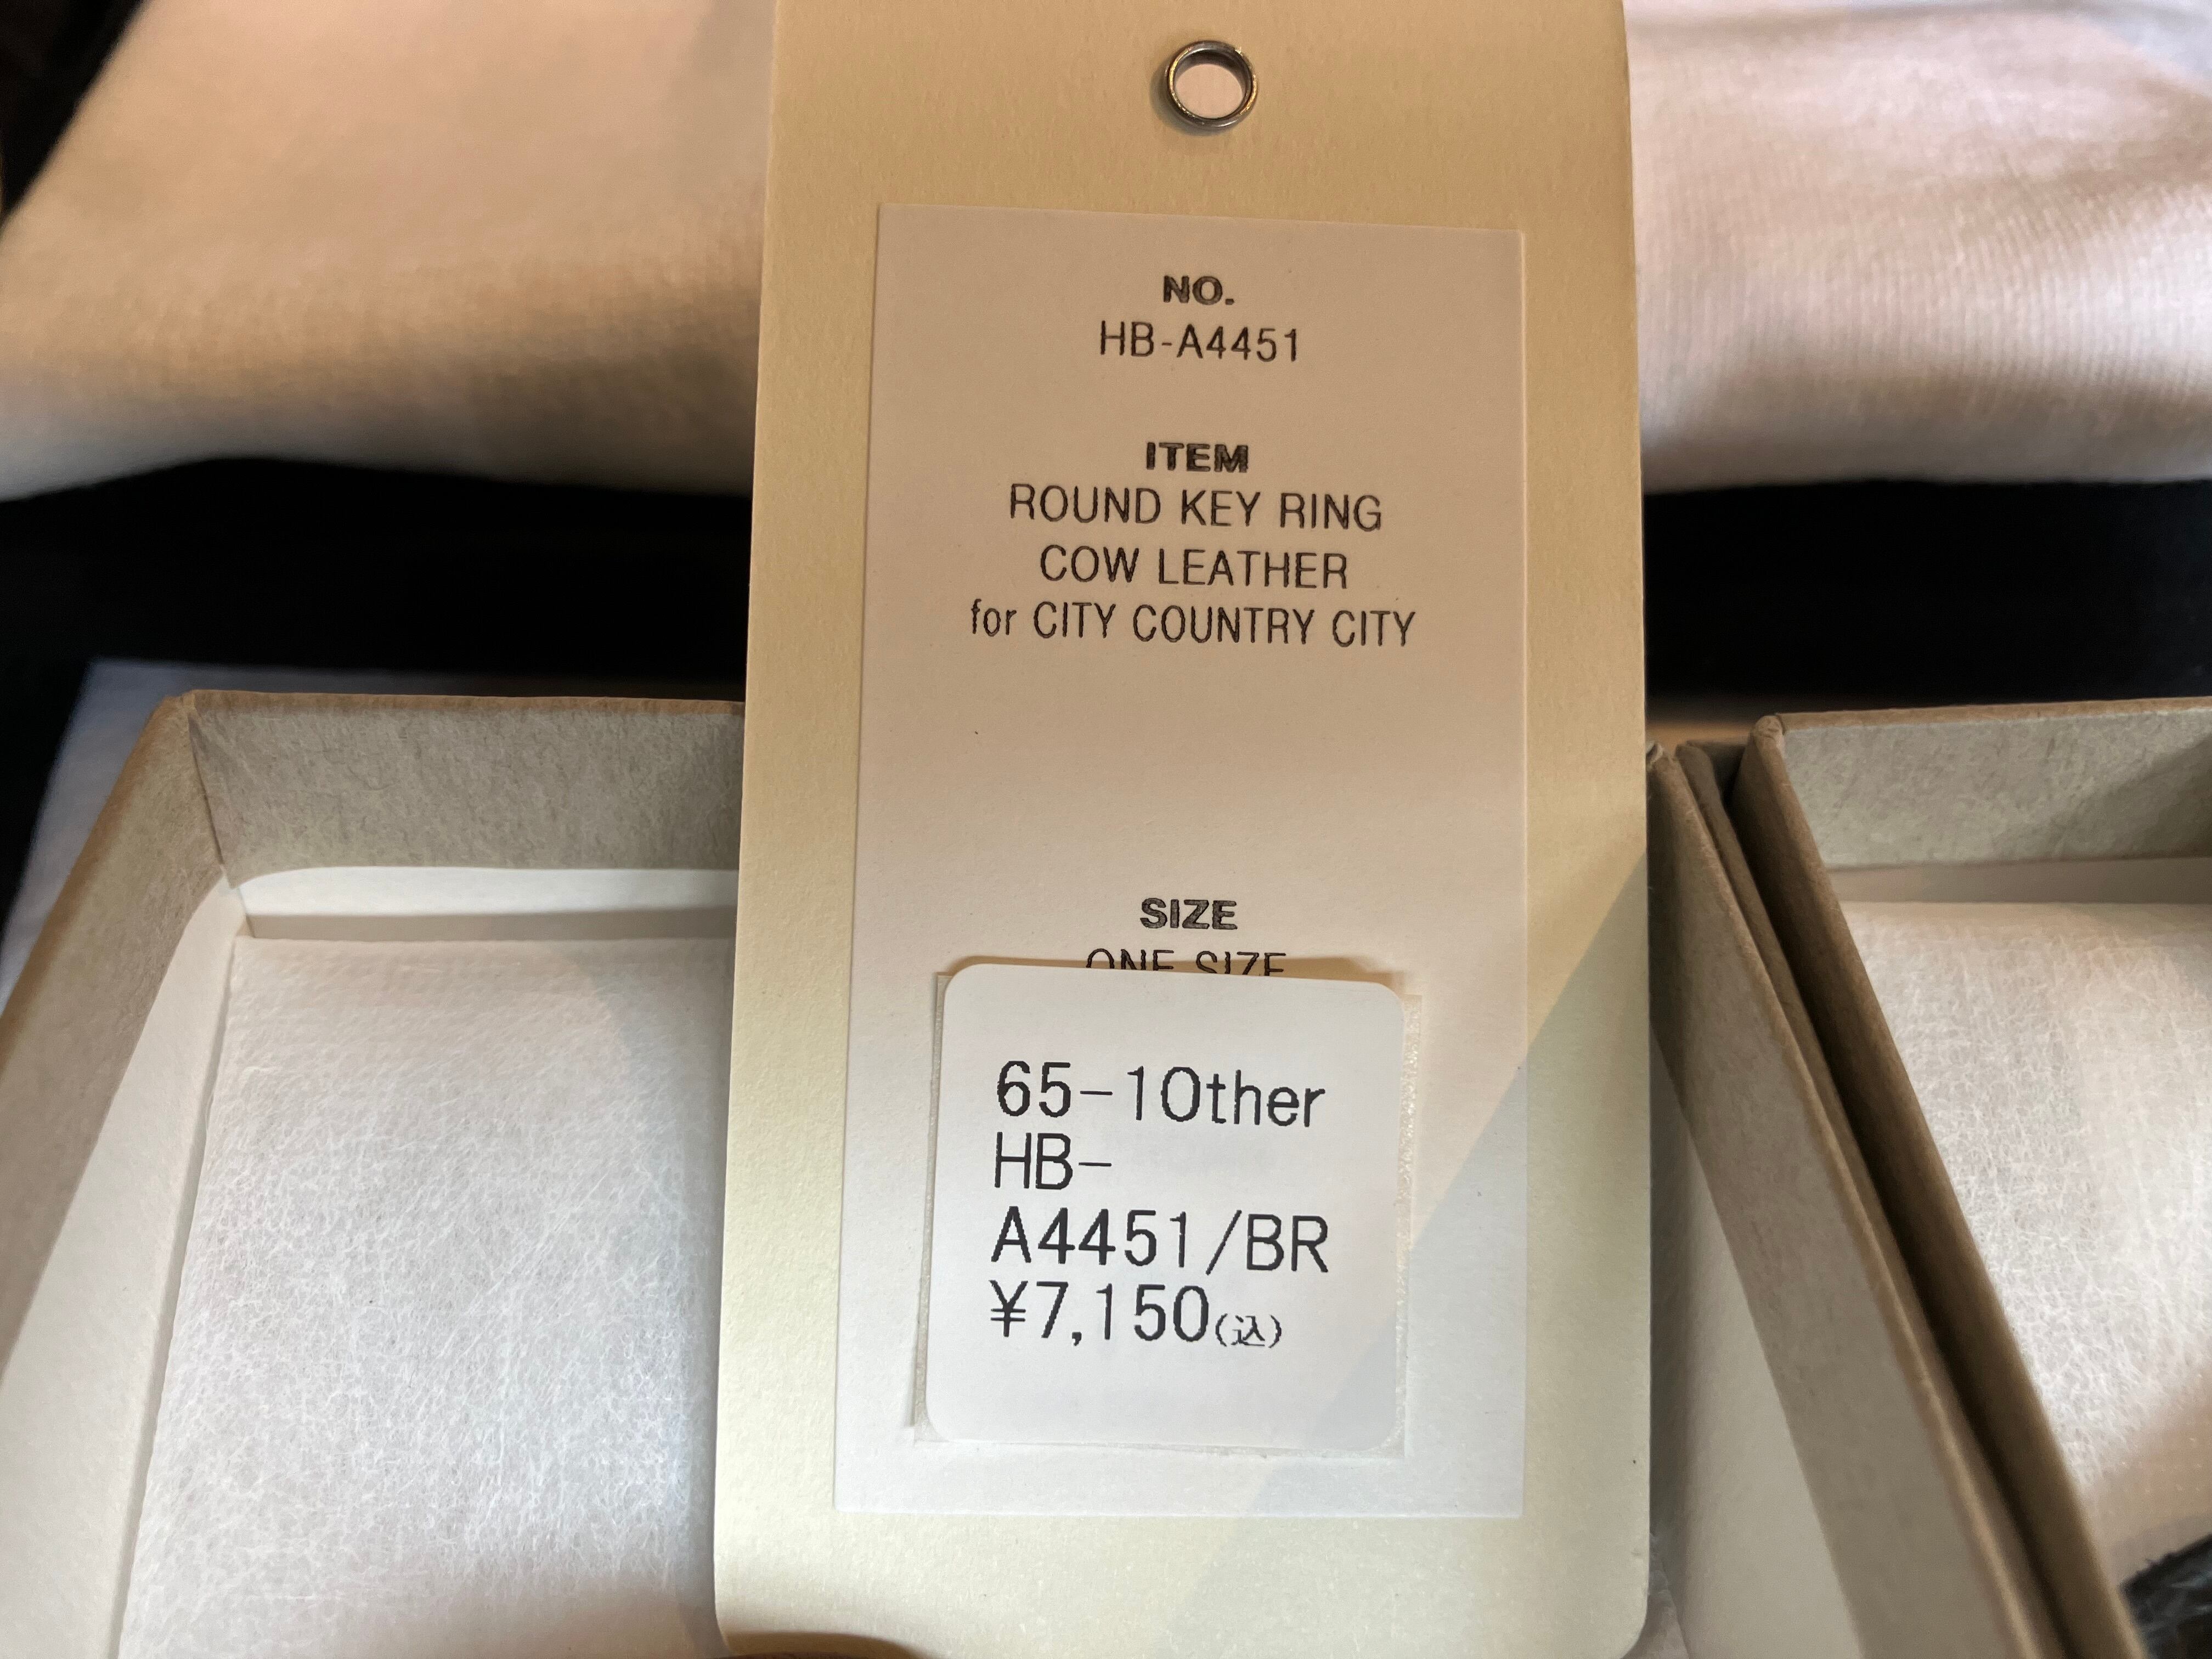 NO.
HB-A4451
ITEM
ROUND KEY RING
COW LEATHER
for CITY COUNTRY CITY
SIZE
ONE SIZE
65-1Other
HB-
A4451/BR
¥7,150(込)